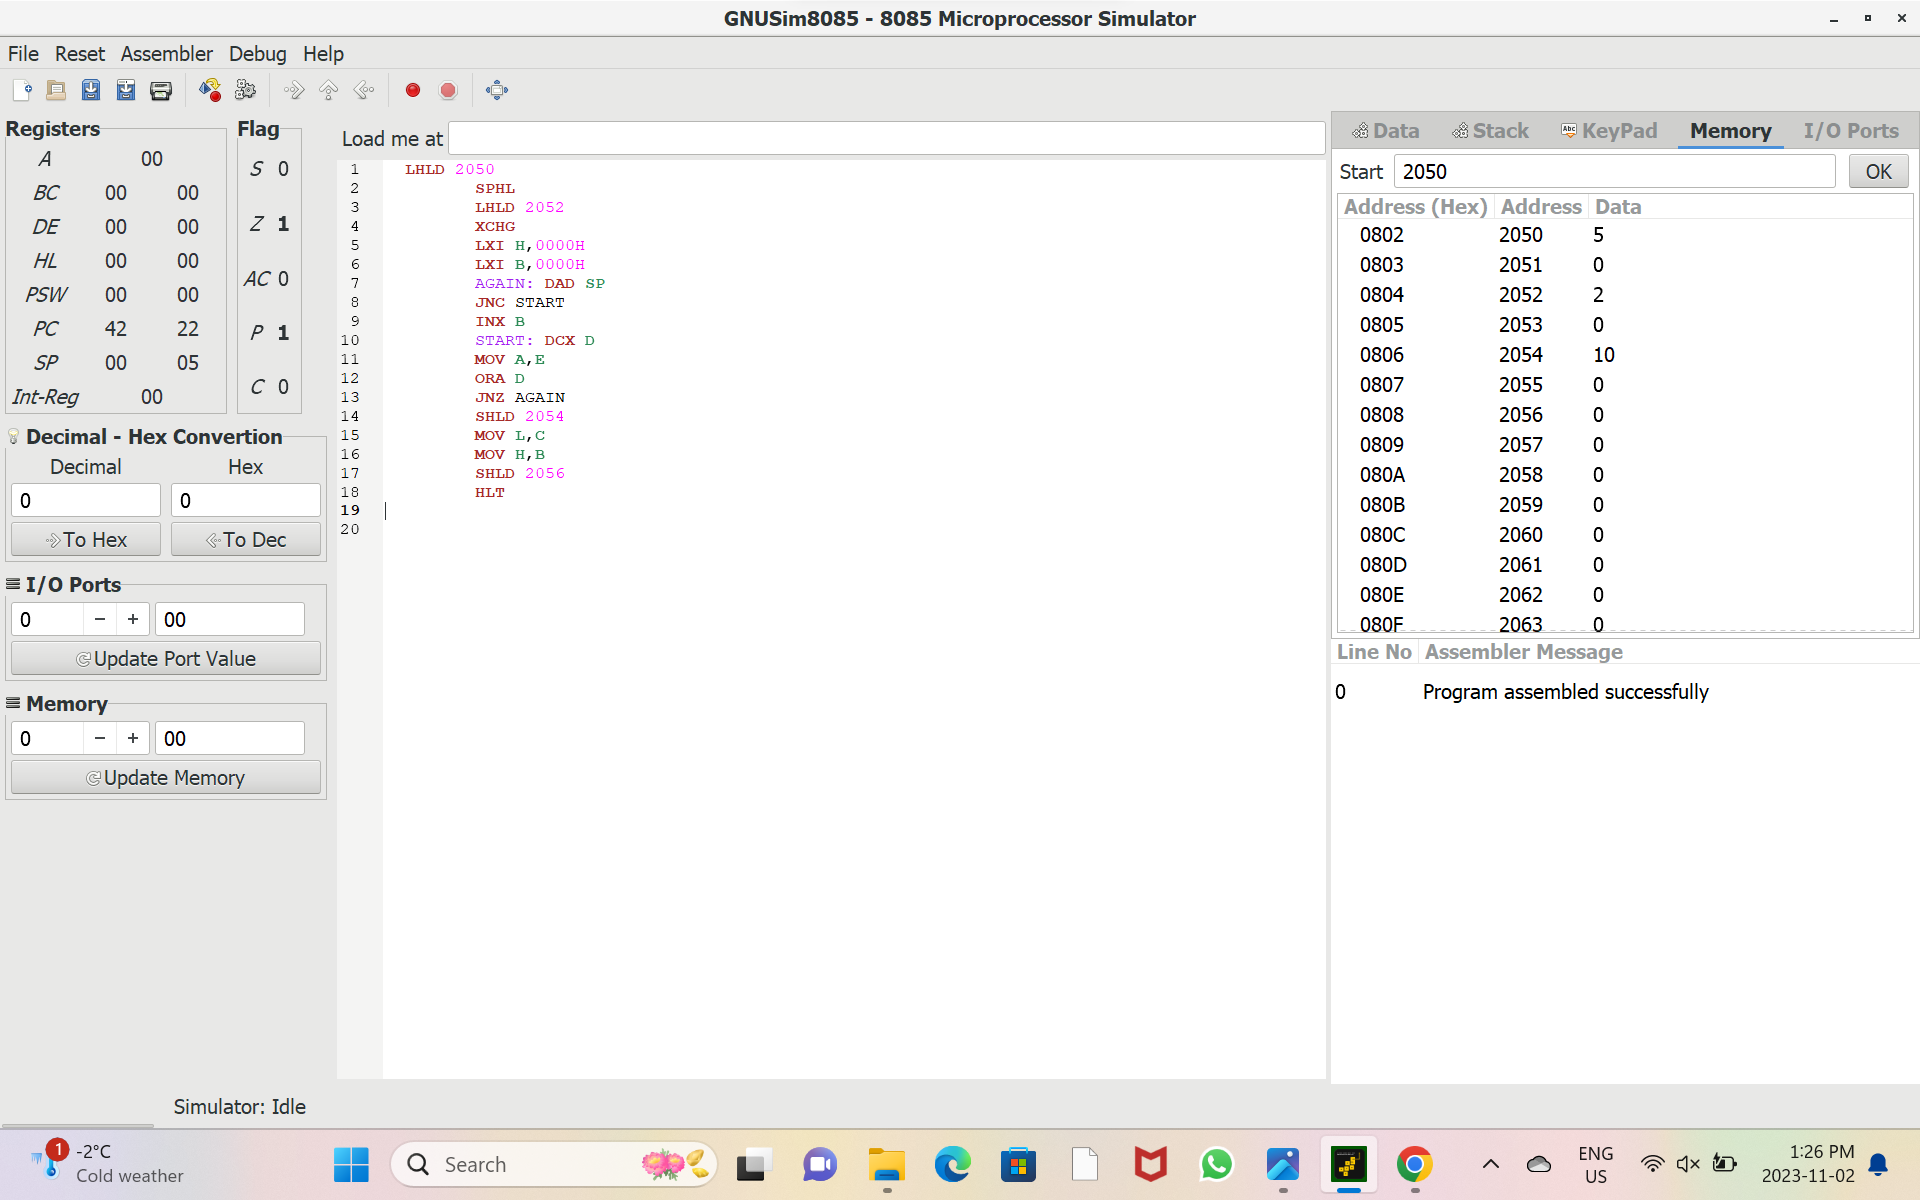 GNUSim8085 - 8085 Microprocessor Simulator
File Reset Assembler Debug Help
Registers
A 00
BC 00 00
DE 00 00
HL 00 00
PSW 00 00
PC 42 22
SP 00 05
Int-Reg 00
Flag
S 0
Z 1
AC 0
P 1
C 0
Decimal - Hex Convertion
Decimal Hex
0 0
To Hex To Dec
I/O Ports
0 − + 00
Update Port Value
Memory
0 − + 00
Update Memory
Load me at
1 LHLD 2050
2 SPHL
3 LHLD 2052
4 XCHG
5 LXI H,0000H
6 LXI B,0000H
7 AGAIN: DAD SP
8 JNC START
9 INX B
10 START: DCX D
11 MOV A,E
12 ORA D
13 JNZ AGAIN
14 SHLD 2054
15 MOV L,C
16 MOV H,B
17 SHLD 2056
18 HLT
19
20
Data Stack Abc KeyPad Memory I/O Ports
Start 2050 OK
Address (Hex) Address Data
0802 2050 5
0803 2051 0
0804 2052 2
0805 2053 0
0806 2054 10
0807 2055 0
0808 2056 0
0809 2057 0
080A 2058 0
080B 2059 0
080C 2060 0
080D 2061 0
080E 2062 0
080F 2063 0
Line No Assembler Message
0 Program assembled successfully
Simulator: Idle
1 -2°C
Cold weather
Search
ENG
US
1:26 PM
2023-11-02